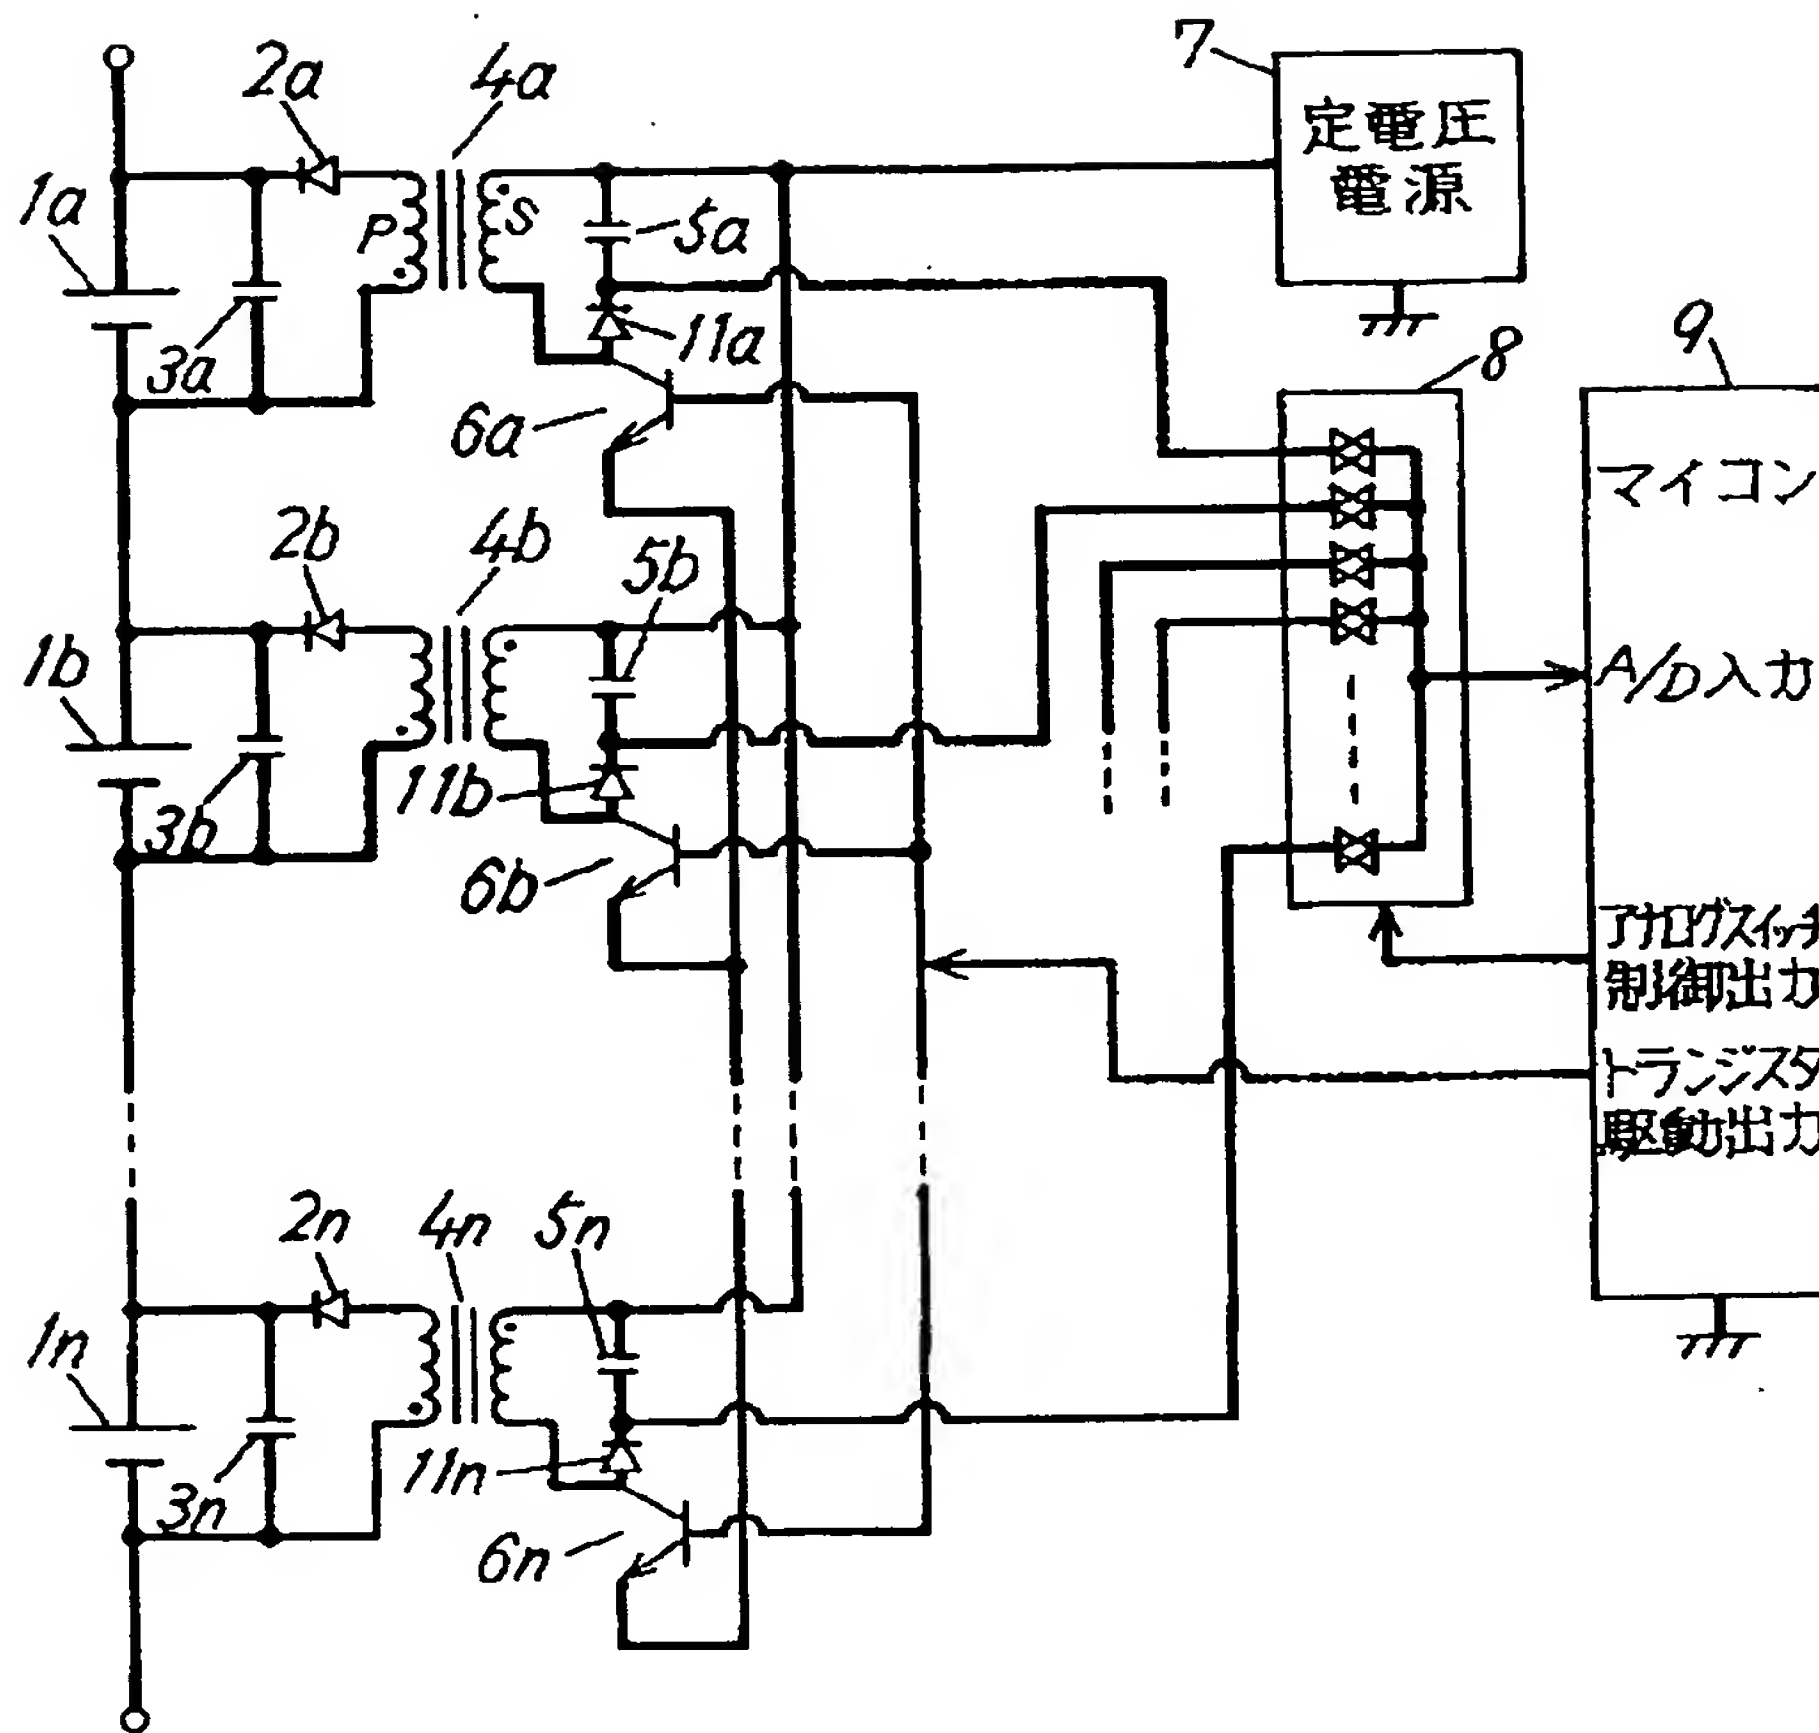 7
定電圧
電源
2a
4a
1a
P
S
5a
3a
11a
6a
8
9
マイコン
A/D入力
アナログスイッチ
制御出力
トランジスタ
駆動出力
2b
4b
5b
1b
3b
11b
6b
2n
4n
5n
1n
3n
11n
6n